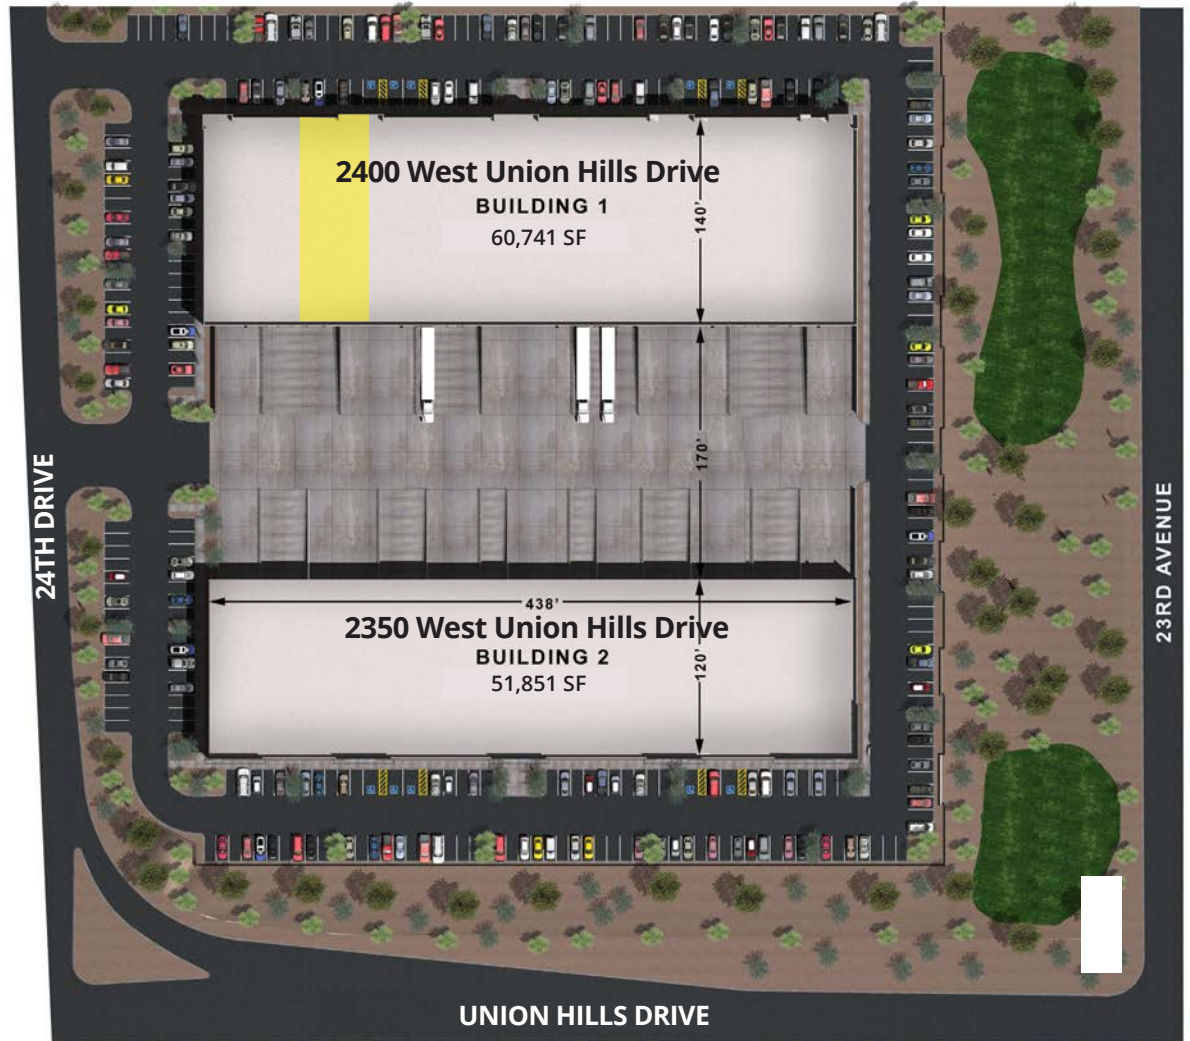 2400 West Union Hills Drive
BUILDING 1
60,741 SF
140'
170'
438'
2350 West Union Hills Drive
BUILDING 2
51,851 SF
120'
24TH DRIVE
23RD AVENUE
UNION HILLS DRIVE